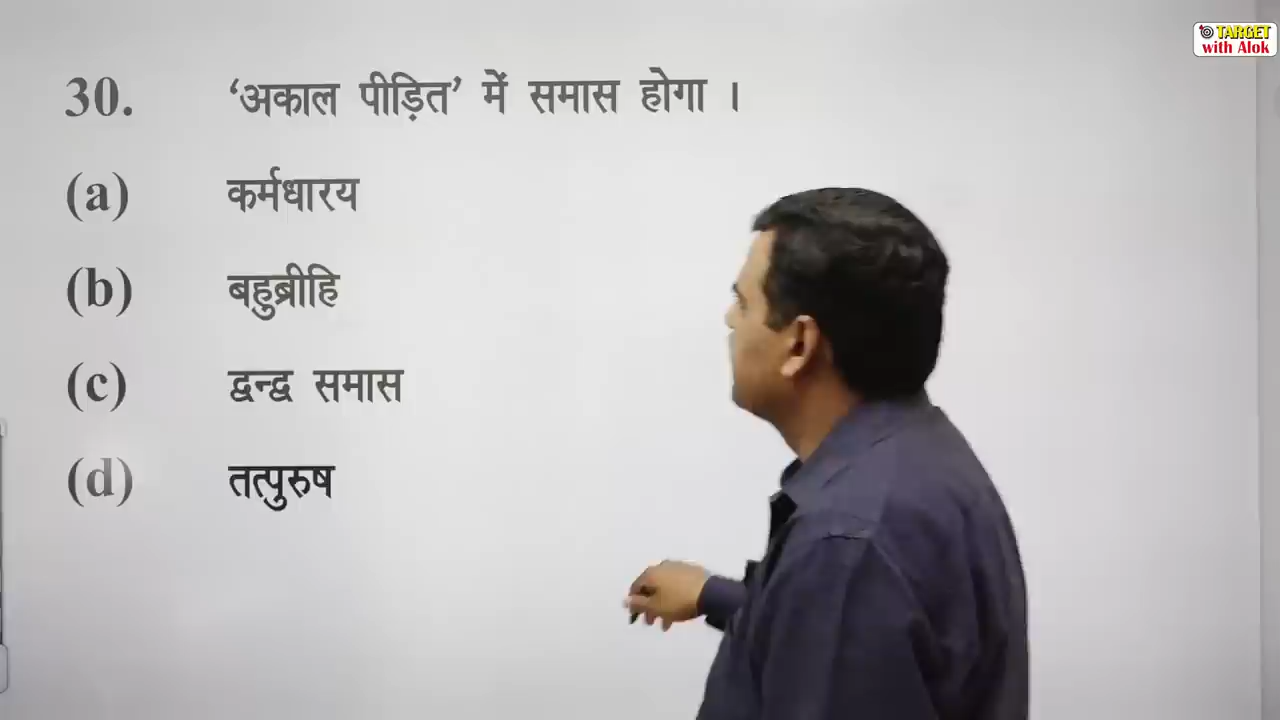 TARGET
with Alok
30. ‘अकाल पीड़ित’ में समास होगा ।
(a) कर्मधारय
(b) बहुब्रीहि
(c) द्वन्द्व समास
(d) तत्पुरुष